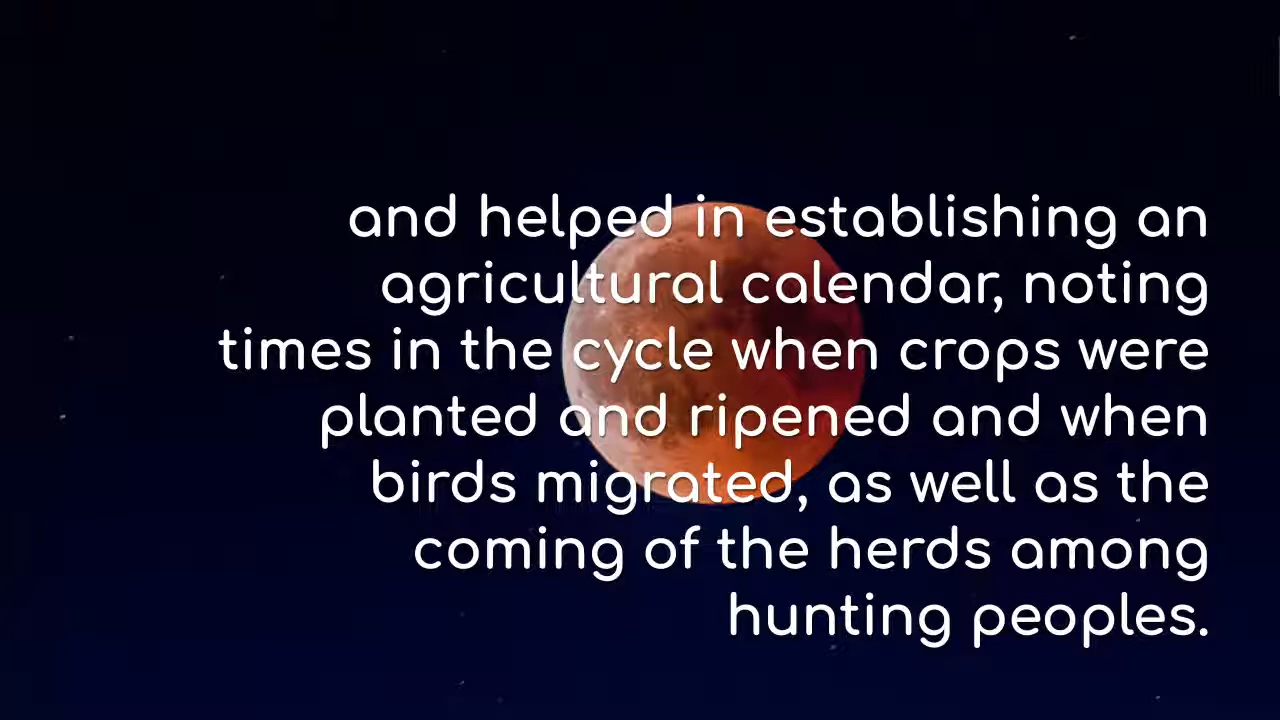 and helped in establishing an
agricultural calendar, noting
times in the cycle when crops were
planted and ripened and when
birds migrated, as well as the
coming of the herds among
hunting peoples.